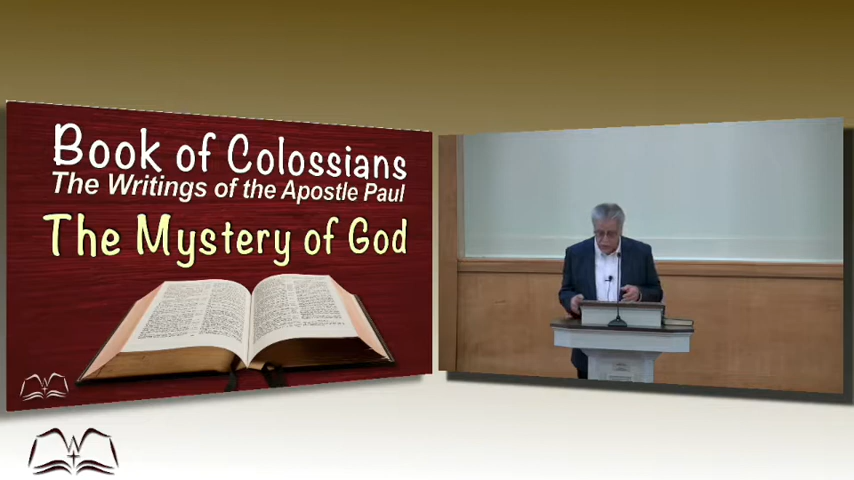 Book of Colossians
The Writings of the Apostle Paul
The Mystery of God